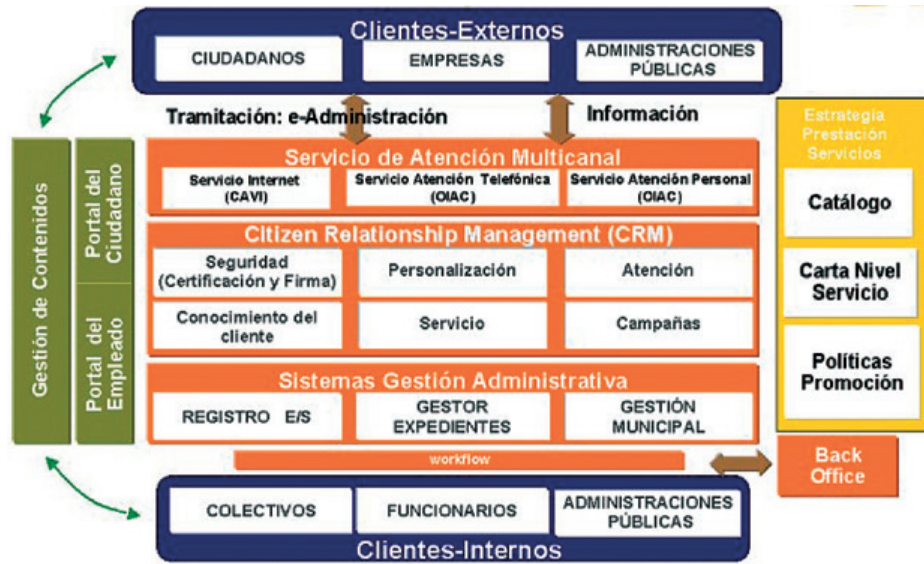 Clientes-Externos
CIUDADANOS
EMPRESAS
ADMINISTRACIONES
PÚBLICAS
Tramitación: e-Administración
Información
Gestión de Contenidos
Portal del
Ciudadano
Portal del
Empleado
Servicio de Atención Multicanal
Servicio Internet
(CAVI)
Servicio Atención Telefónica
(OIAC)
Servicio Atención Personal
(OIAC)
CItizen Relationship Management (CRM)
Seguridad
(Certificación y Firma)
Personalización
Atención
Conocimiento del
cliente
Servicio
Campañas
Sistemas Gestión Administrativa
REGISTRO E/S
GESTOR
EXPEDIENTES
GESTIÓN
MUNICIPAL
workflow
Estrategia
Prestación
Servicios
Catálogo
Carta Nivel
Servicio
Políticas
Promoción
Back
Office
COLECTIVOS
FUNCIONARIOS
ADMINISTRACIONES
PÚBLICAS
Clientes-Internos